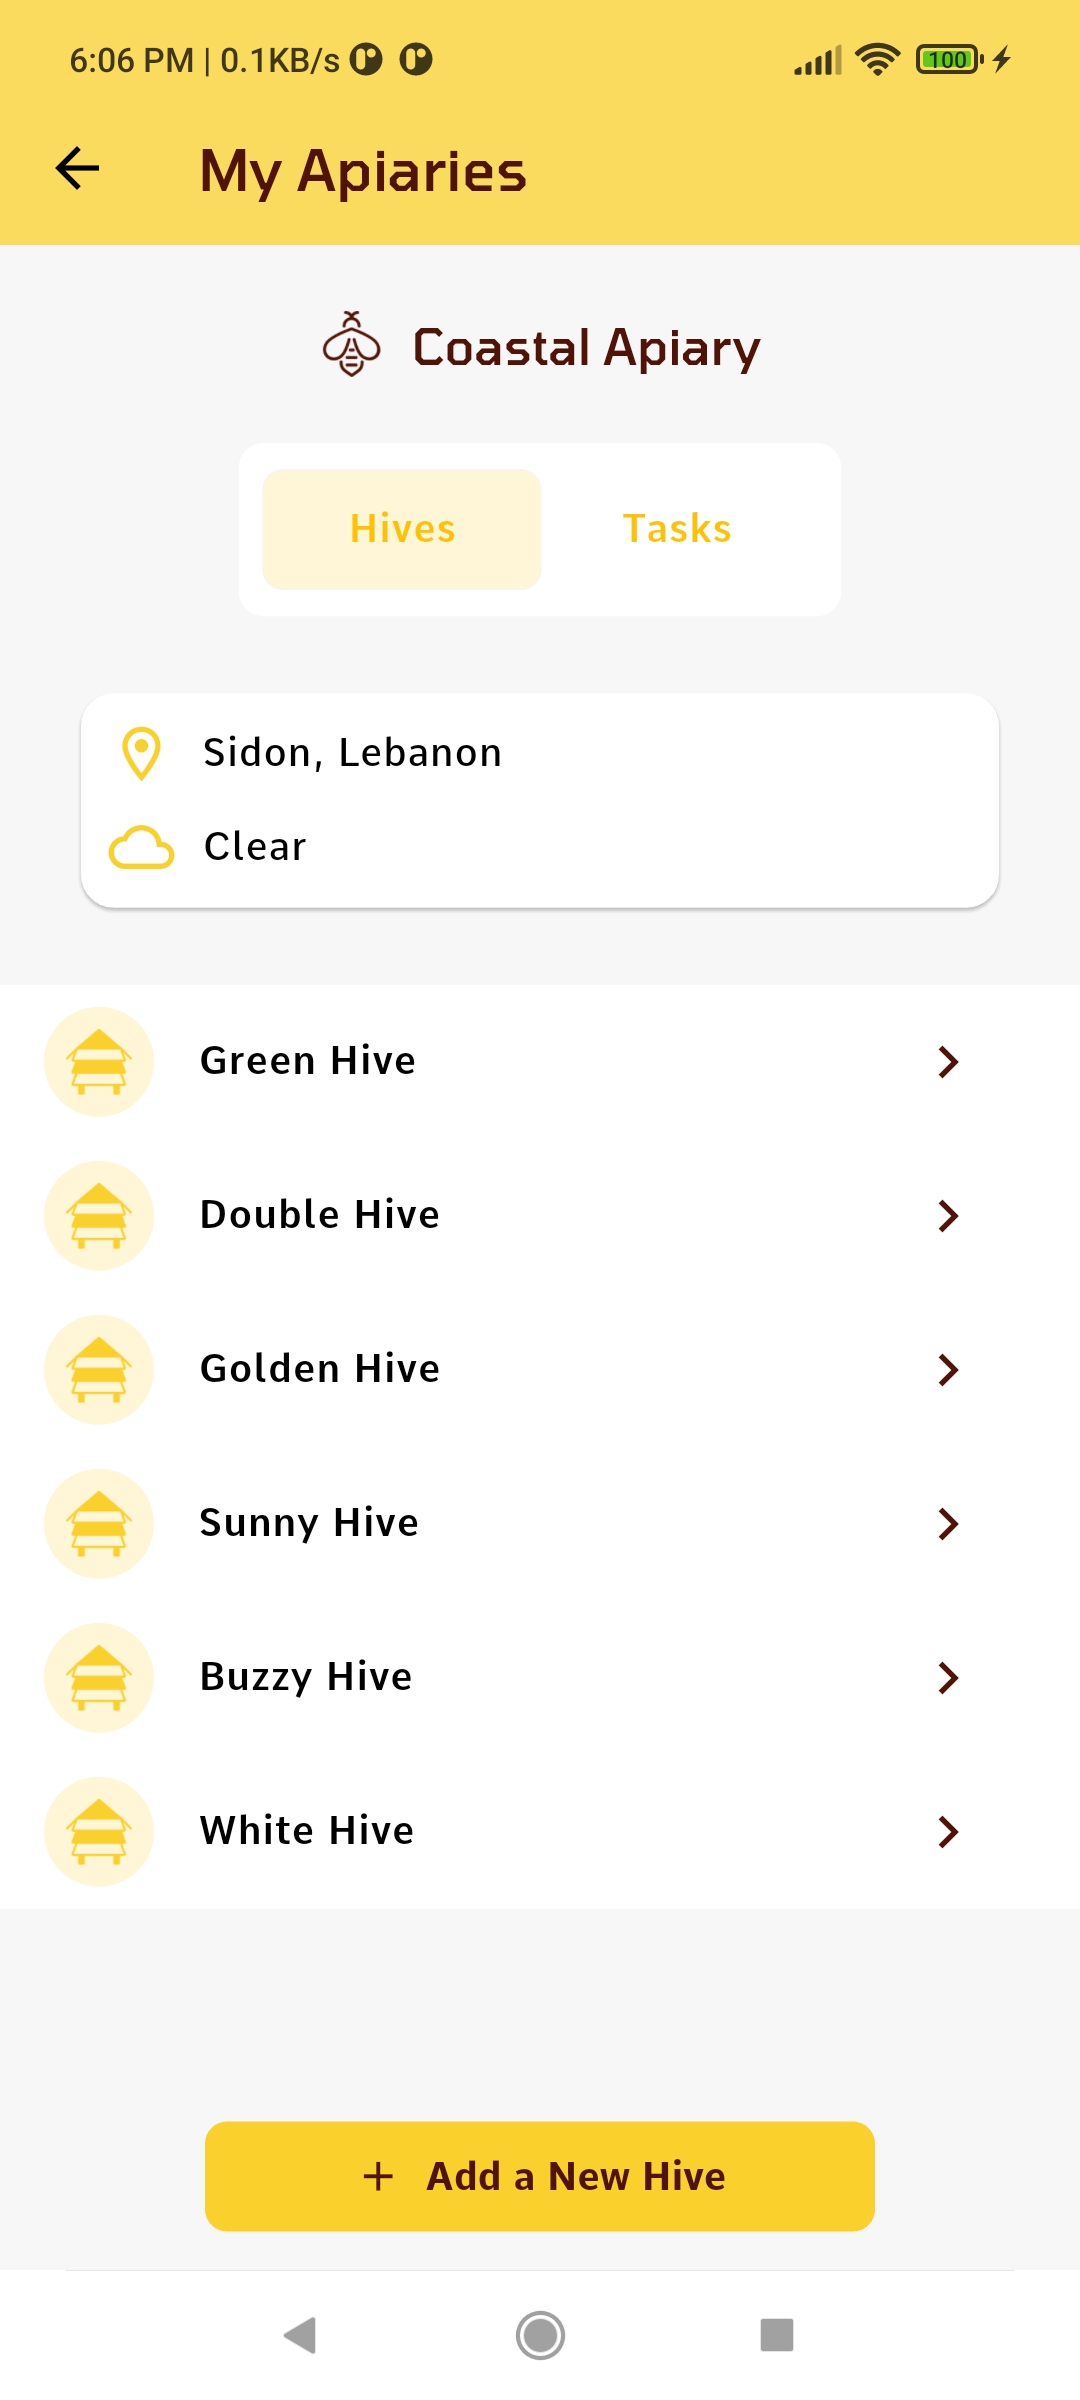 6:06 PM | 0.1KB/s
100
My Apiaries
Coastal Apiary
Hives
Tasks
Sidon, Lebanon
Clear
Green Hive
Double Hive
Golden Hive
Sunny Hive
Buzzy Hive
White Hive
+ Add a New Hive